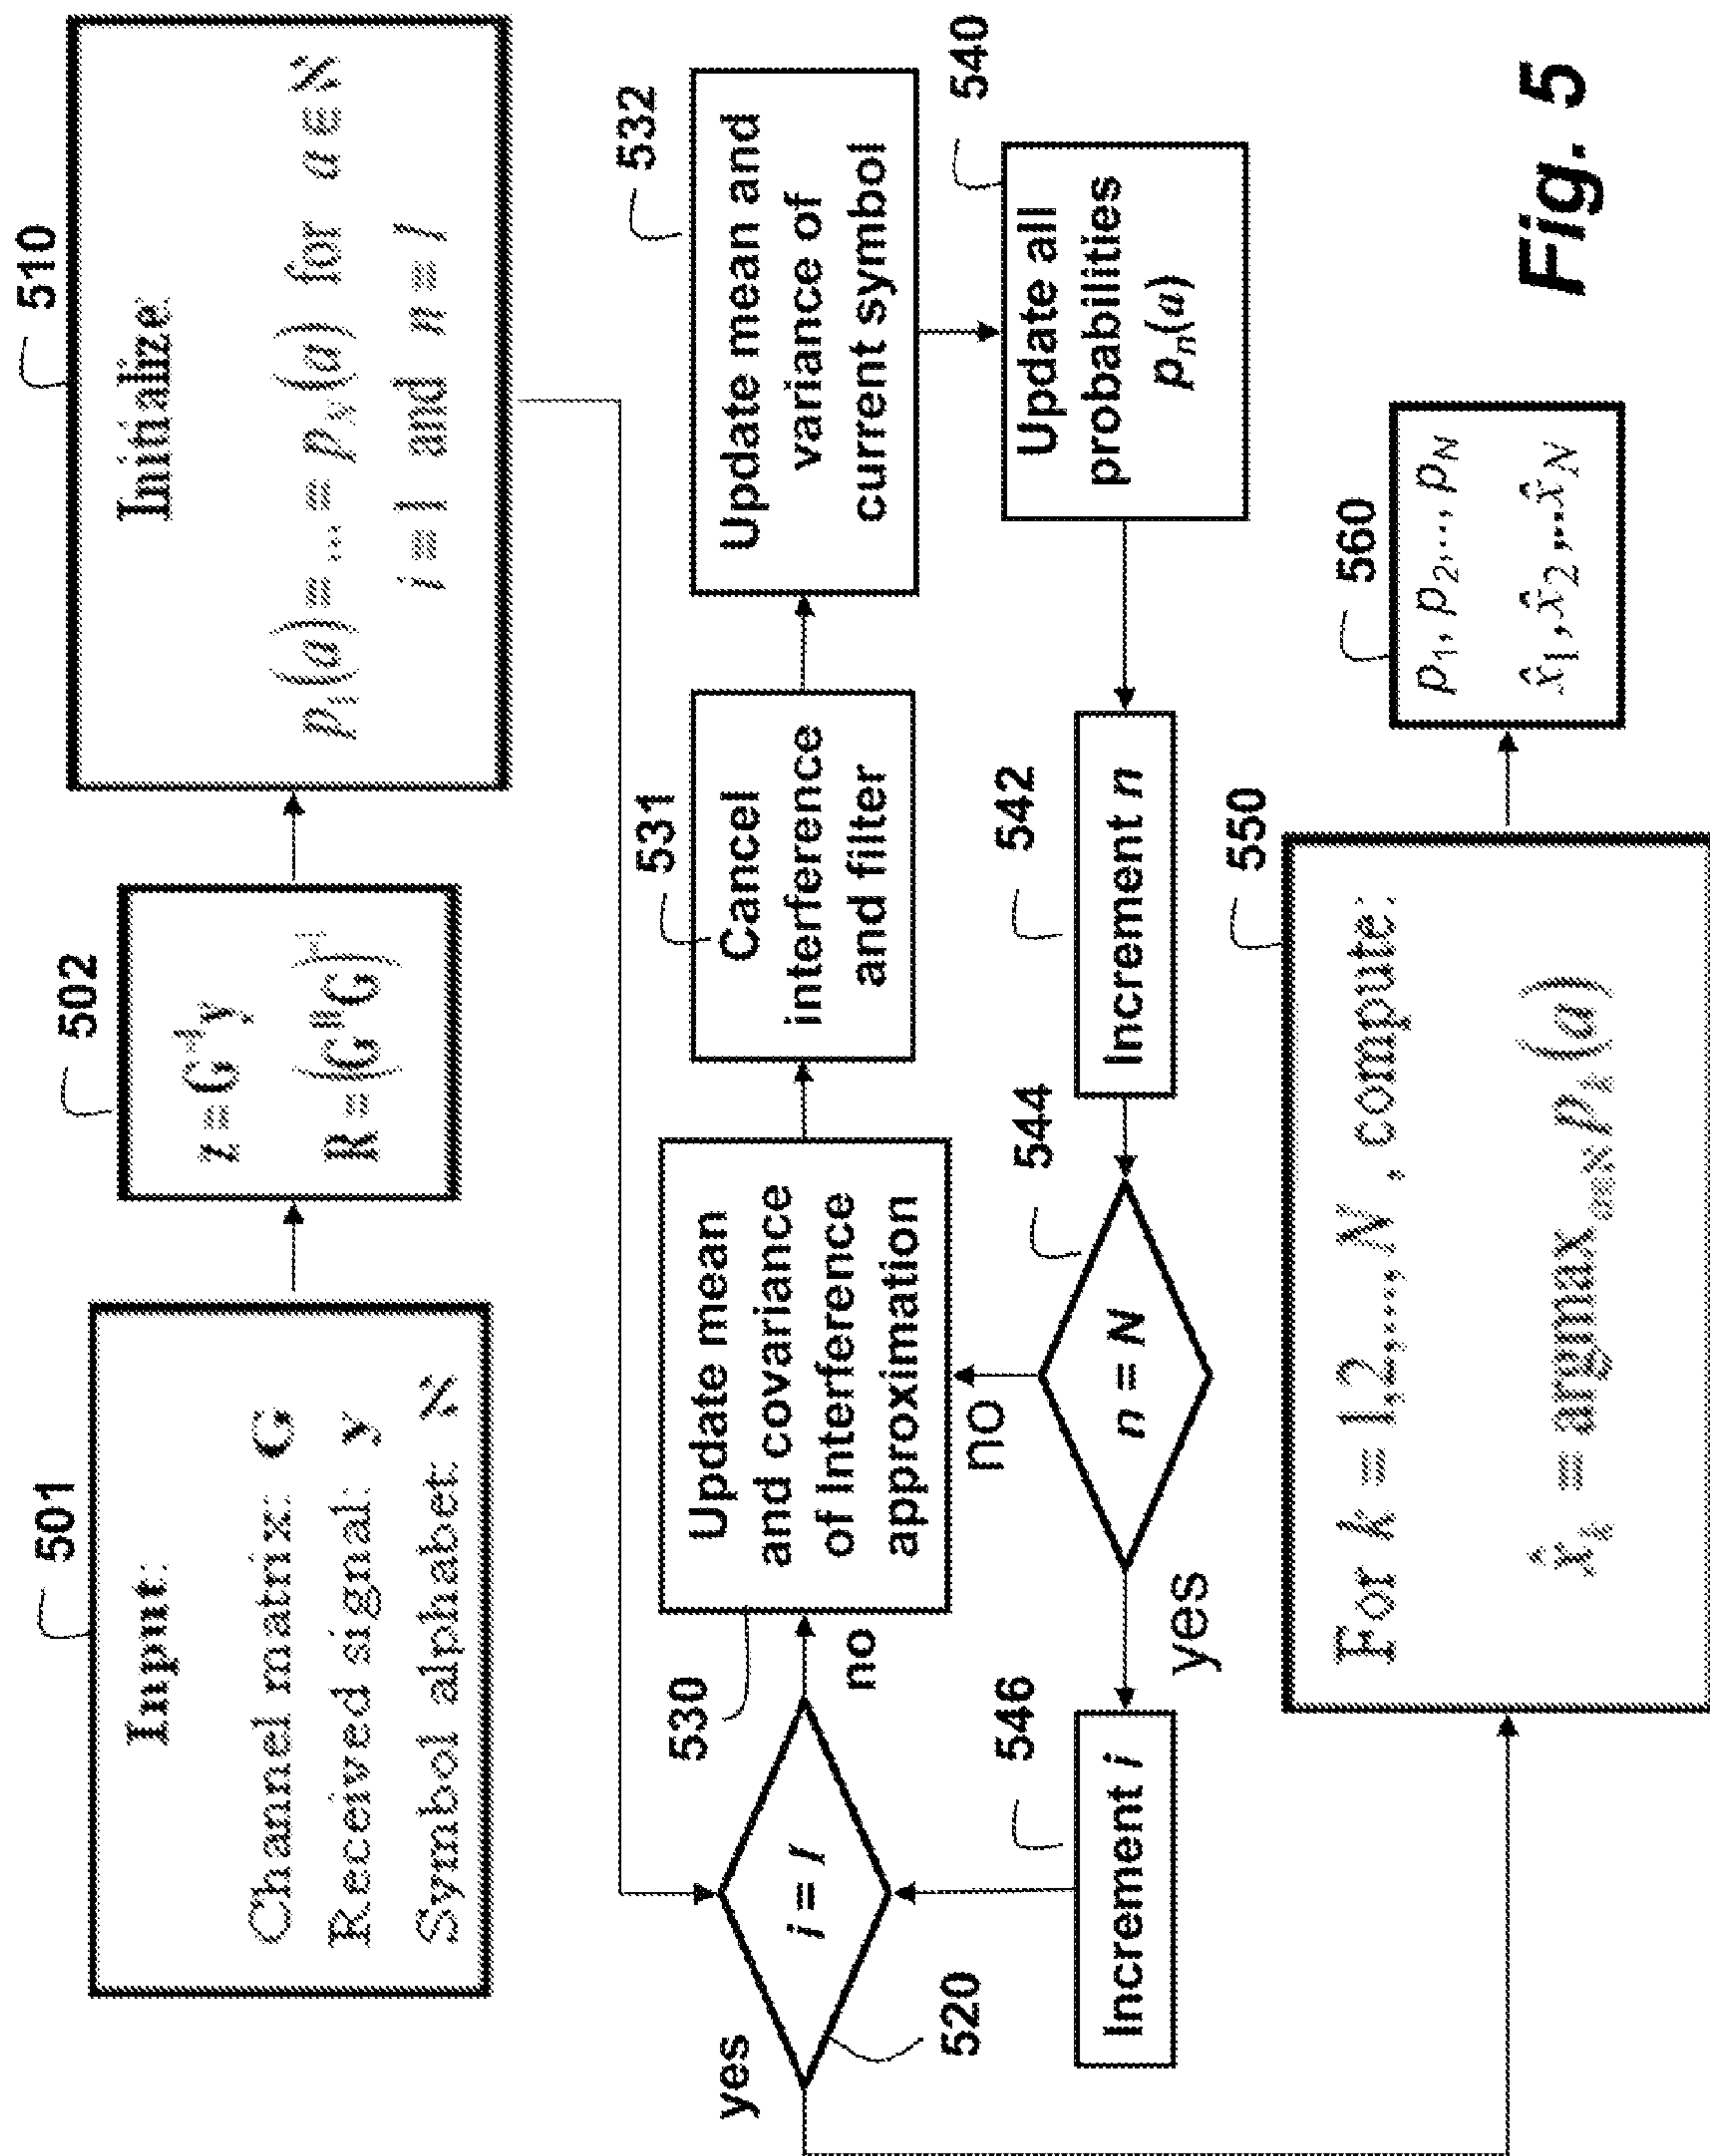 501
Input:
Channel matrix: G
Received signal: y
Symbol alphabet: ℵ
502
z = G⁻¹y
R = (GᴴG)⁻¹
510
Initialize:
p₁(a) = ... = p_N(a) for a ∈ ℵ
i = 1 and n = 1
yes
i = I
520
no
530
Update mean
and covariance
of interference
approximation
531
Cancel
interference
and filter
532
Update mean and
variance of
current symbol
540
Update all
probabilities
pₙ(a)
542
Increment n
544
n = N
no
yes
546
Increment i
550
For k = 1,2,...,N , compute:
x̂ₖ = argmax_{a∈ℵ} pₖ(a)
560
p₁, p₂,..., p_N
x̂₁,x̂₂,...x̂_N
Fig. 5